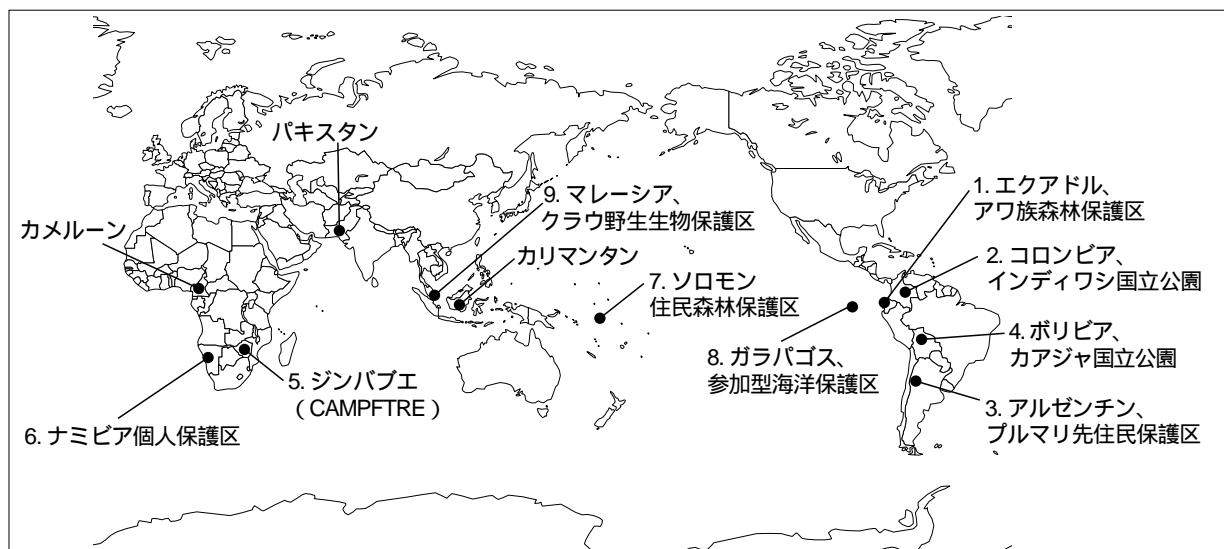 パキスタン
カメルーン
9. マレーシア、
クラウ野生生物保護区
カリマンタン
7. ソロモン
住民森林保護区
1. エクアドル、
アワ族森林保護区
2. コロンビア、
インディワシ国立公園
8. ガラパゴス、
参加型海洋保護区
4. ボリビア、
カアジャ国立公園
5. ジンバブエ
( CAMPFTRE )
3. アルゼンチン、
プルマリ先住民保護区
6. ナミビア個人保護区